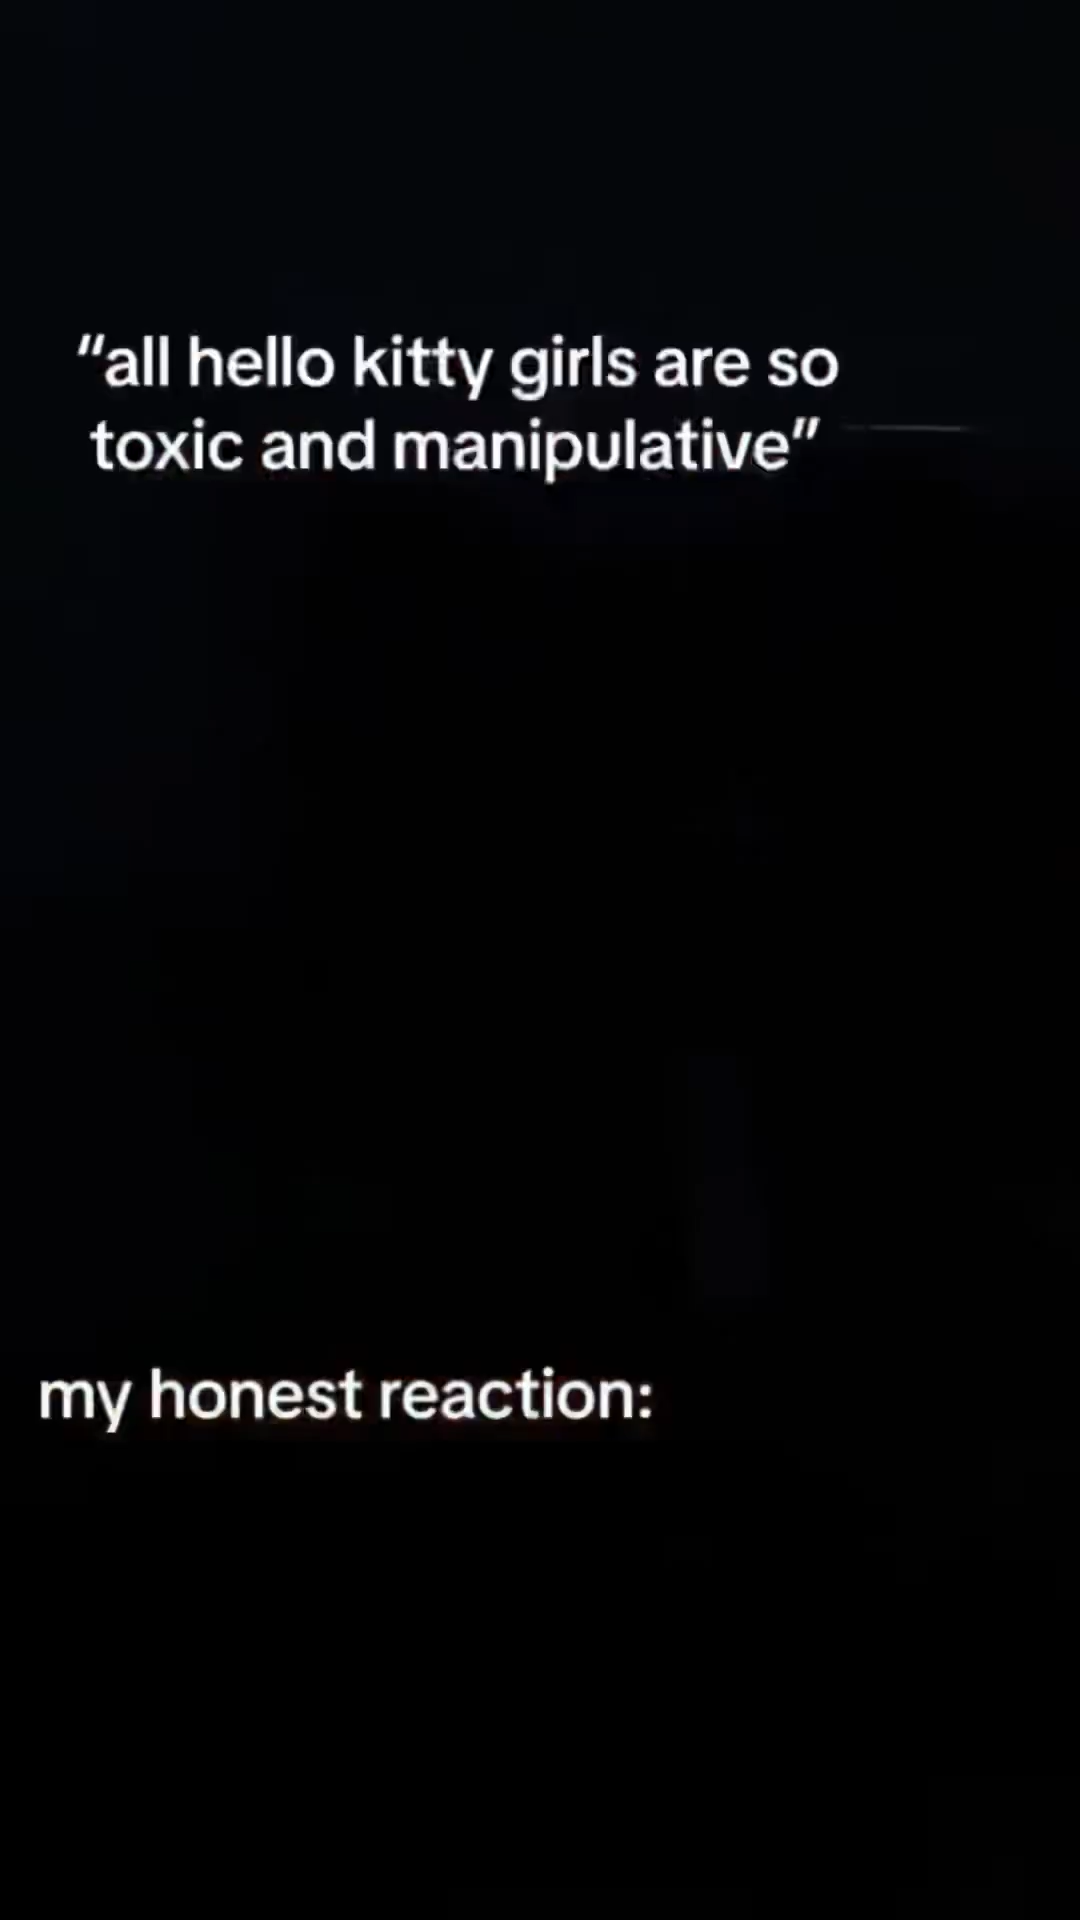 "all hello kitty girls are so
toxic and manipulative"
my honest reaction: